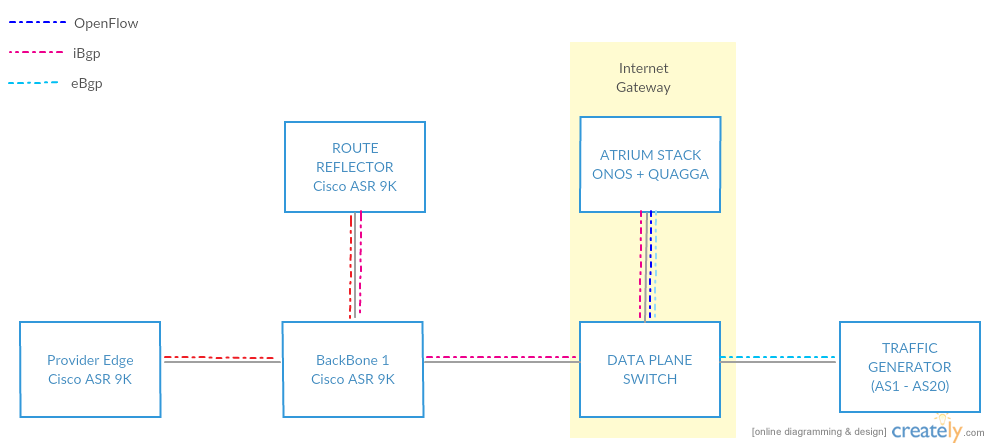 OpenFlow
iBgp
eBgp
Internet
Gateway
ROUTE
REFLECTOR
Cisco ASR 9K
ATRIUM STACK
ONOS + QUAGGA
Provider Edge
Cisco ASR 9K
BackBone 1
Cisco ASR 9K
DATA PLANE
SWITCH
TRAFFIC
GENERATOR
(AS1 - AS20)
[online diagramming & design] creately.com